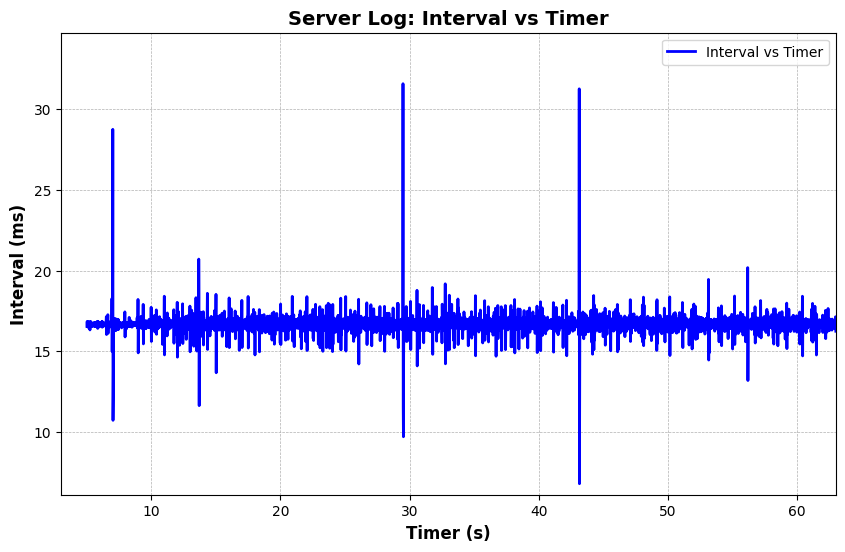 Server Log: Interval vs Timer
Interval vs Timer
30
25
20
15
10
Interval (ms)
10 20 30 40 50 60
Timer (s)